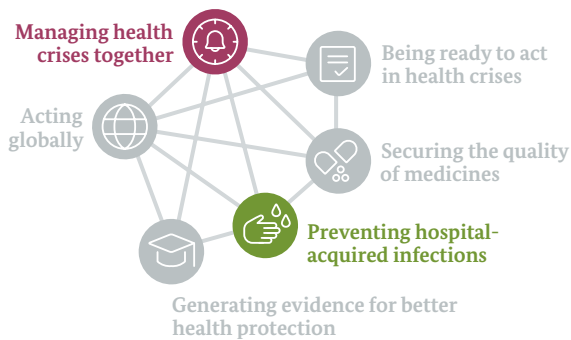 Managing health
crises together
Being ready to act
in health crises
Acting
globally
Securing the quality
of medicines
Preventing hospital-
acquired infections
Generating evidence for better
health protection